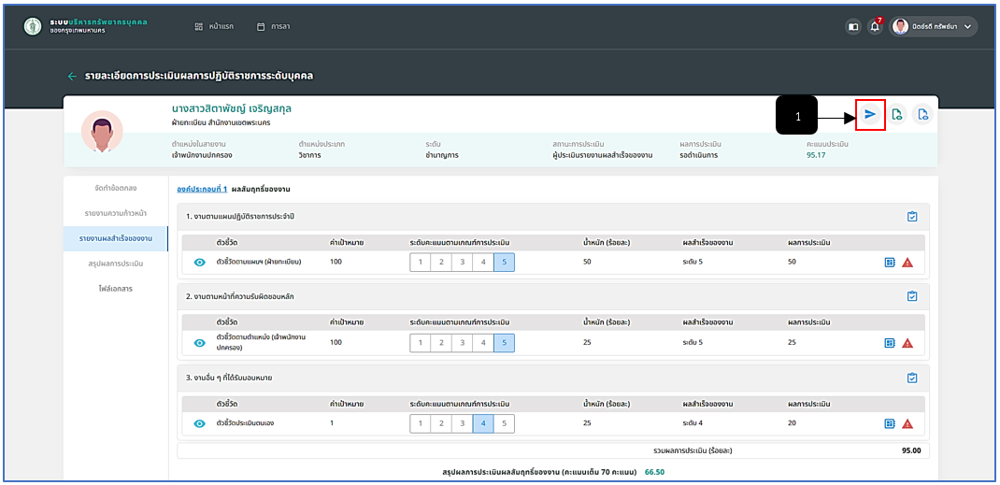 ระบบบริหารทรัพยากรบุคคล
ของกรุงเทพมหานคร
หน้าแรก
การลา
7
ปิตย์รดี ทรัพย์มา
รายละเอียดการประเมินผลการปฏิบัติราชการระดับบุคคล
นางสาวสิตาพัชญ์ เจริญสกุล
ฝ่ายทะเบียน สำนักงานเขตพระนคร
1
ตำแหน่งในสายงาน ตำแหน่งประเภท ระดับ สถานะการประเมิน ผลการประเมิน คะแนนประเมิน
เจ้าพนักงานปกครอง วิชาการ ชำนาญการ ผู้ประเมินรายงานผลสำเร็จของงาน รอดำเนินการ 95.17
จัดทำข้อตกลง
รายงานความก้าวหน้า
รายงานผลสำเร็จของงาน
สรุปผลการประเมิน
ไฟล์เอกสาร
องค์ประกอบที่ 1 ผลสัมฤทธิ์ของงาน
1. งานตามแผนปฏิบัติราชการประจำปี
ตัวชี้วัด ค่าเป้าหมาย ระดับคะแนนตามเกณฑ์การประเมิน น้ำหนัก (ร้อยละ) ผลสำเร็จของงาน ผลการประเมิน
ตัวชี้วัดตามแผนฯ (ฝ่ายทะเบียน) 100 1 2 3 4 5 50 ระดับ 5 50
2. งานตามหน้าที่ความรับผิดชอบหลัก
ตัวชี้วัด ค่าเป้าหมาย ระดับคะแนนตามเกณฑ์การประเมิน น้ำหนัก (ร้อยละ) ผลสำเร็จของงาน ผลการประเมิน
ตัวชี้วัดตามตำแหน่ง (เจ้าพนักงาน
ปกครอง) 100 1 2 3 4 5 25 ระดับ 5 25
3. งานอื่น ๆ ที่ได้รับมอบหมาย
ตัวชี้วัด ค่าเป้าหมาย ระดับคะแนนตามเกณฑ์การประเมิน น้ำหนัก (ร้อยละ) ผลสำเร็จของงาน ผลการประเมิน
ตัวชี้วัดประเมินตนเอง 1 1 2 3 4 5 25 ระดับ 4 20
รวมผลการประเมิน (ร้อยละ) 95.00
สรุปผลการประเมินผลสัมฤทธิ์ของงาน (คะแนนเต็ม 70 คะแนน) 66.50